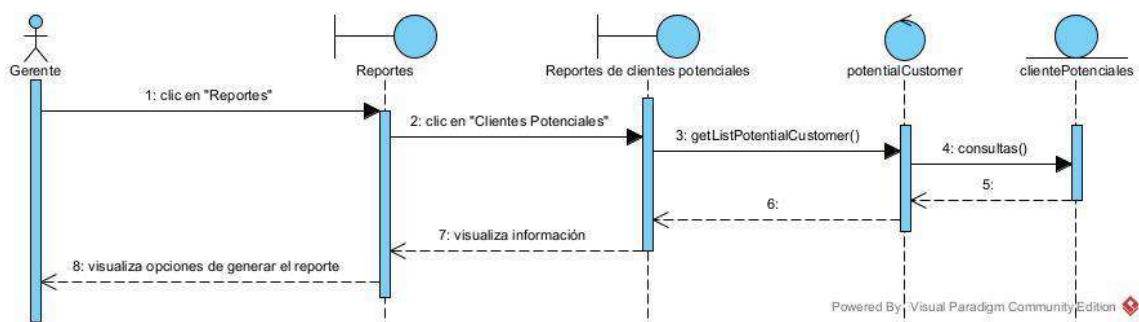 Gerente
Reportes
Reportes de clientes potenciales
potentialCustomer
clientePotenciales
1: clic en "Reportes"
2: clic en "Clientes Potenciales"
3: getListPotentialCustomer()
4: consultas()
5:
6:
7: visualiza información
8: visualiza opciones de generar el reporte
Powered By Visual Paradigm Community Edition